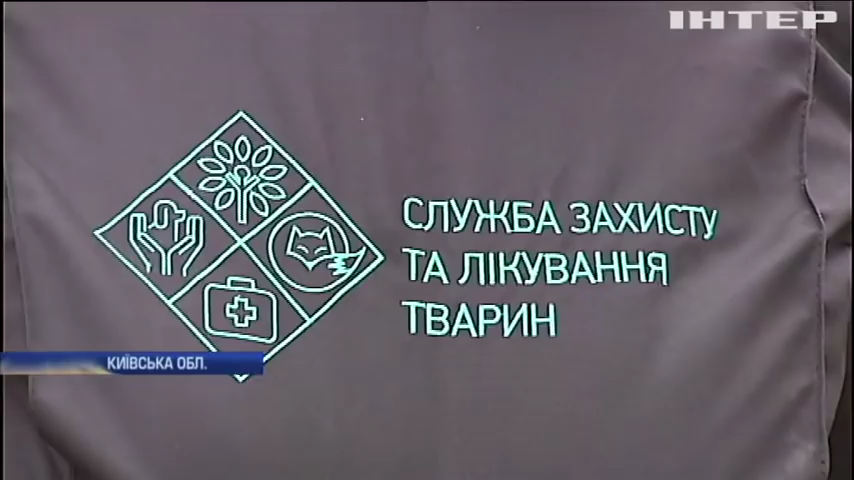 ІНТЕР
СЛУЖБА ЗАХИСТУ
ТА ЛІКУВАННЯ
ТВАРИН
КИЇВСЬКА ОБЛ.